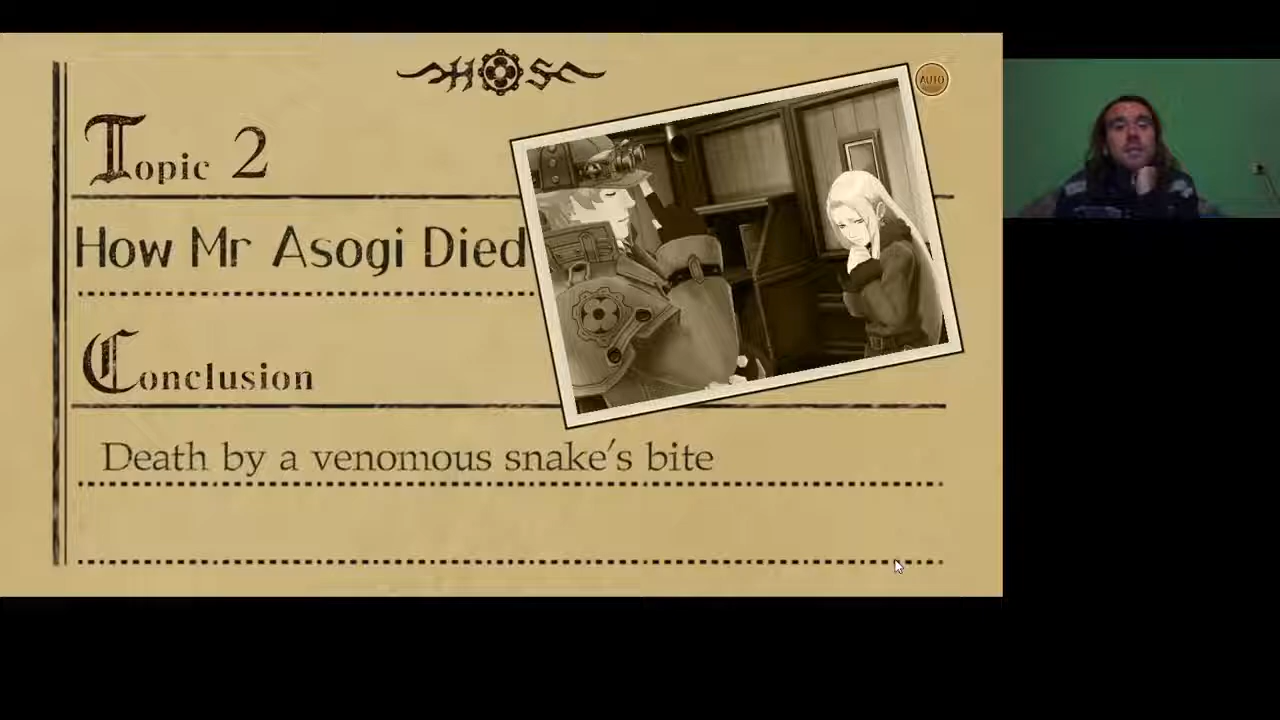 H S
AUTO
Topic 2
How Mr Asogi Died
Conclusion
Death by a venomous snake's bite